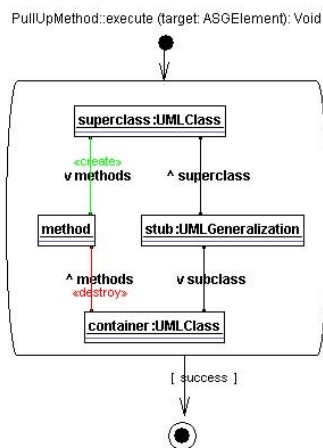 PullUpMethod::execute (target: ASGElement): Void
superclass :UMLClass
«create»
v methods
^ superclass
method
stub :UMLGeneralization
^ methods
«destroy»
v subclass
container :UMLClass
[ success ]